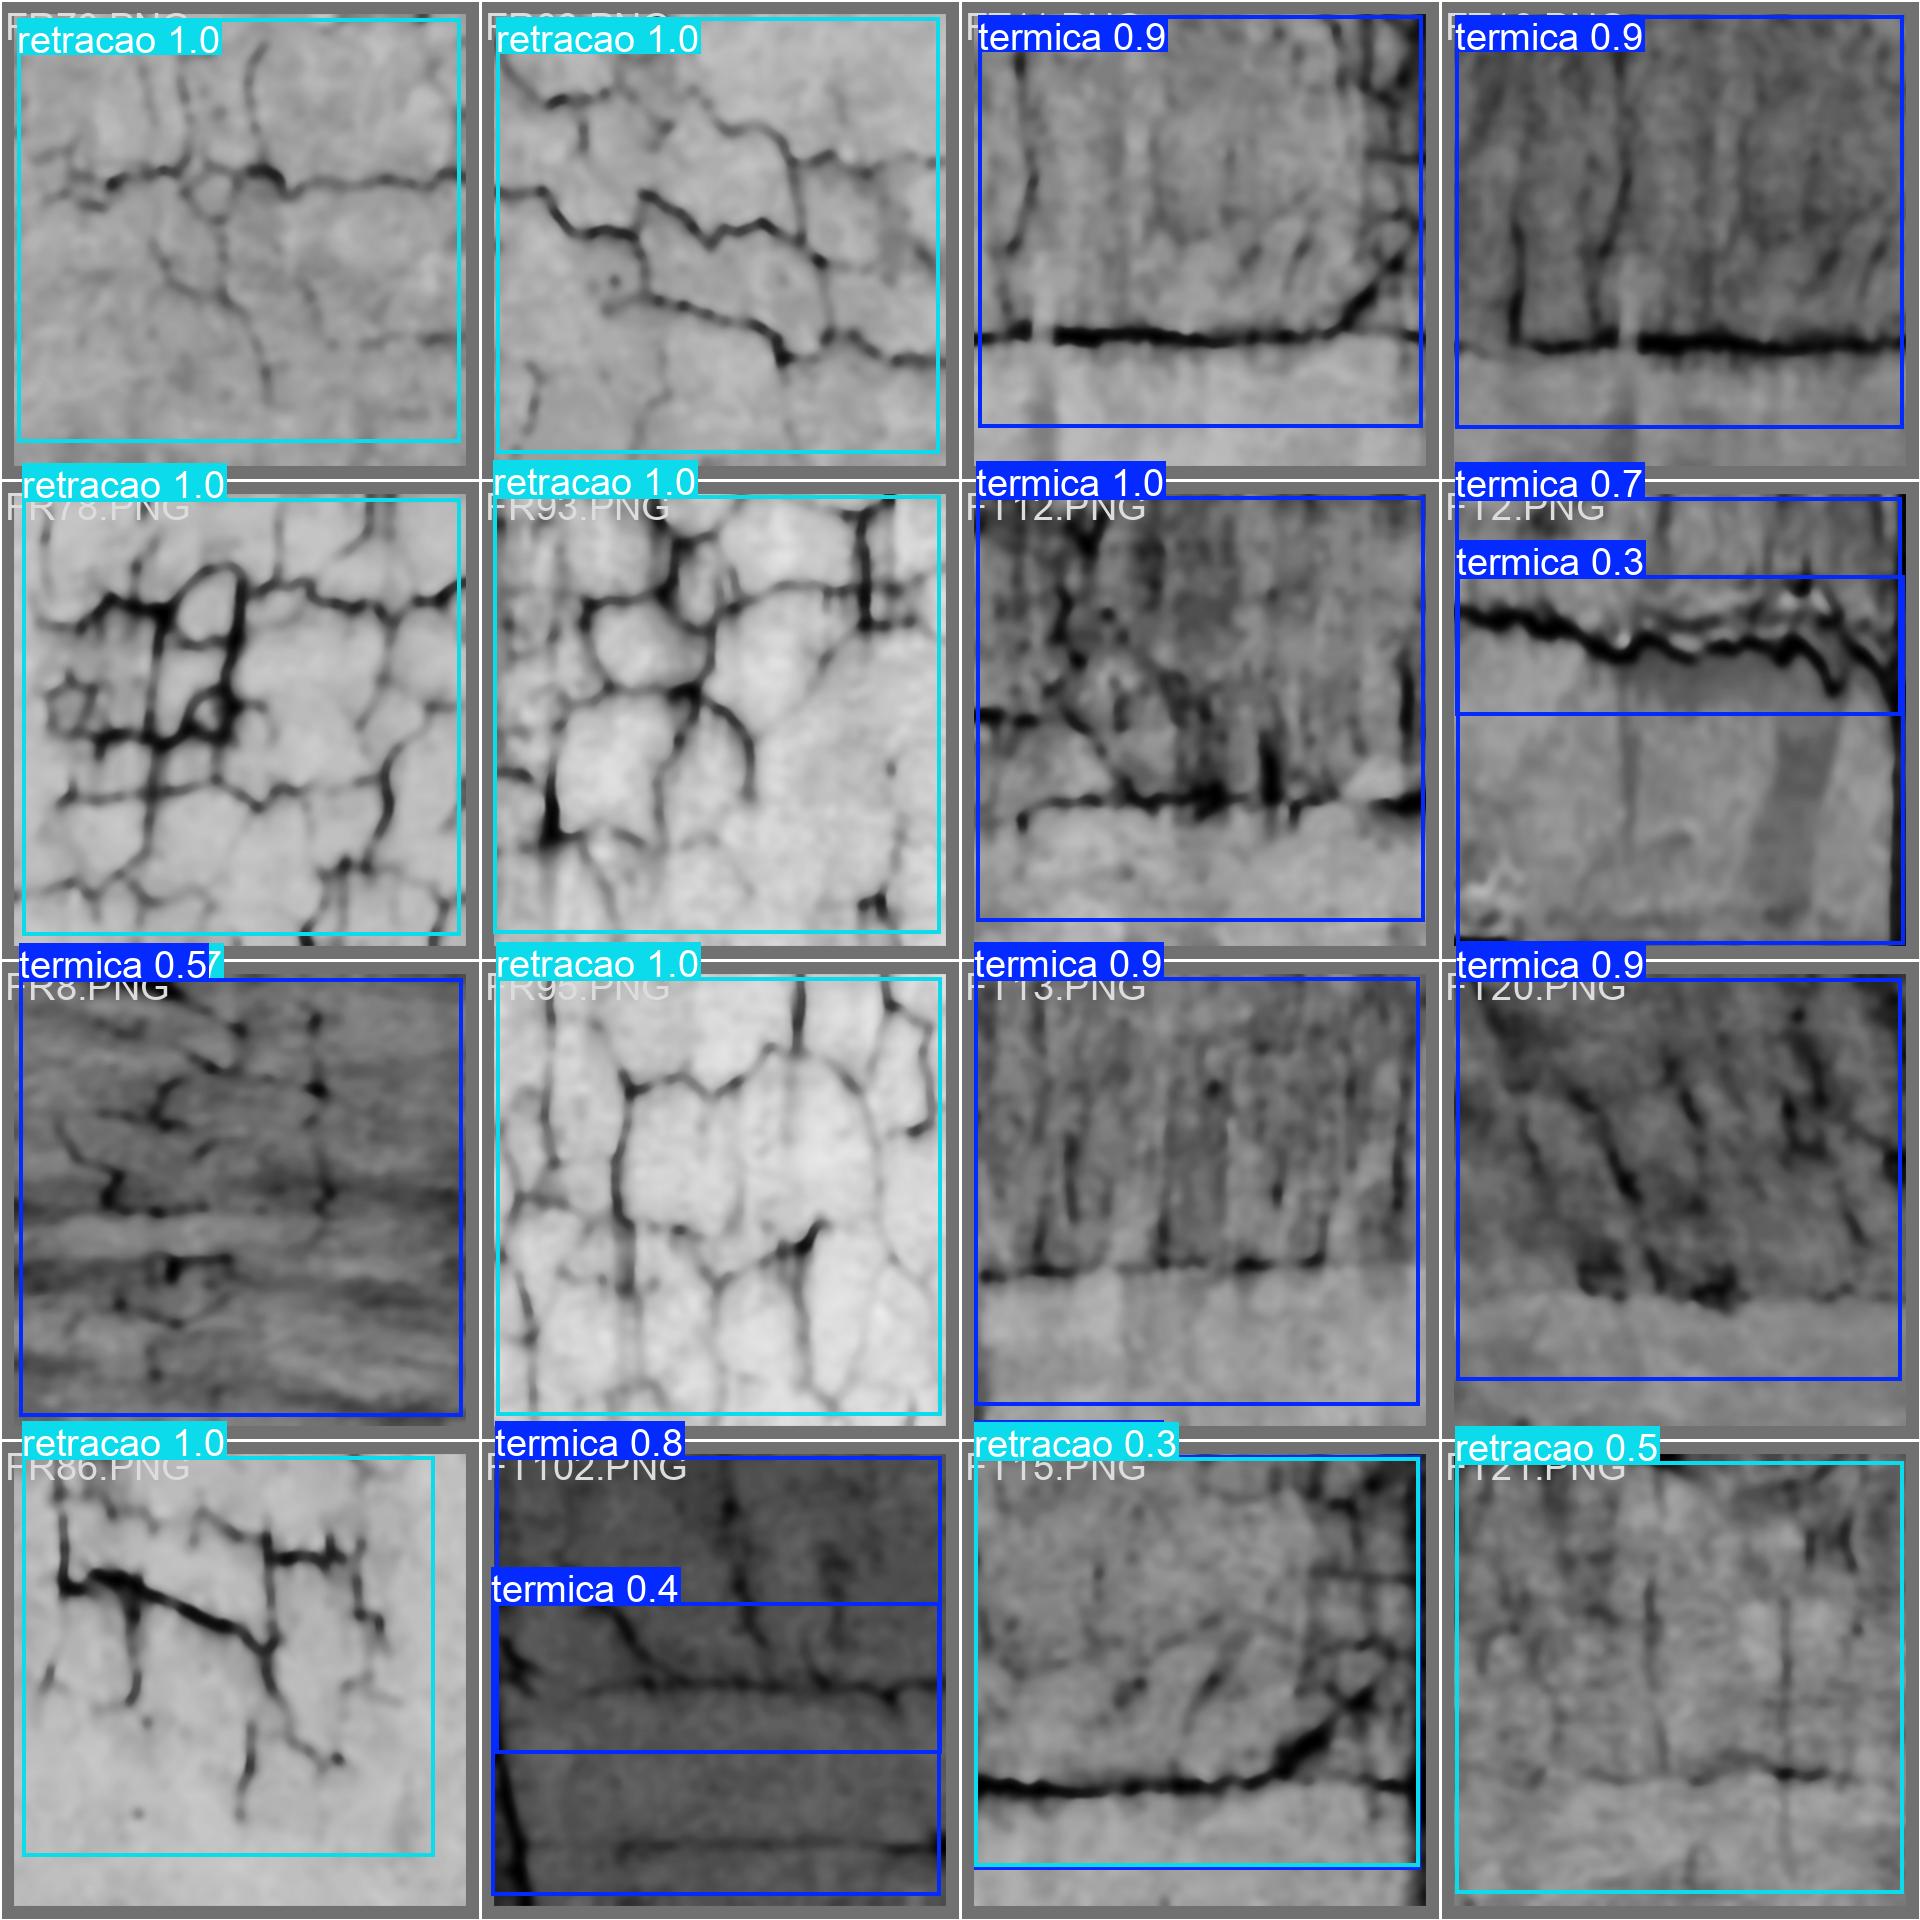 retracao 1.0
retracao 1.0
termica 0.9
termica 0.9
retracao 1.0
FR78.PNG
retracao 1.0
FR93.PNG
termica 1.0
FT12.PNG
termica 0.7
FT2.PNG
termica 0.3
termica 0.5
FR8.PNG
retracao 1.0
FR95.PNG
termica 0.9
FT13.PNG
termica 0.9
FT20.PNG
retracao 1.0
FR86.PNG
termica 0.8
FT102.PNG
termica 0.4
retracao 0.3
FT15.PNG
retracao 0.5
FT21.PNG